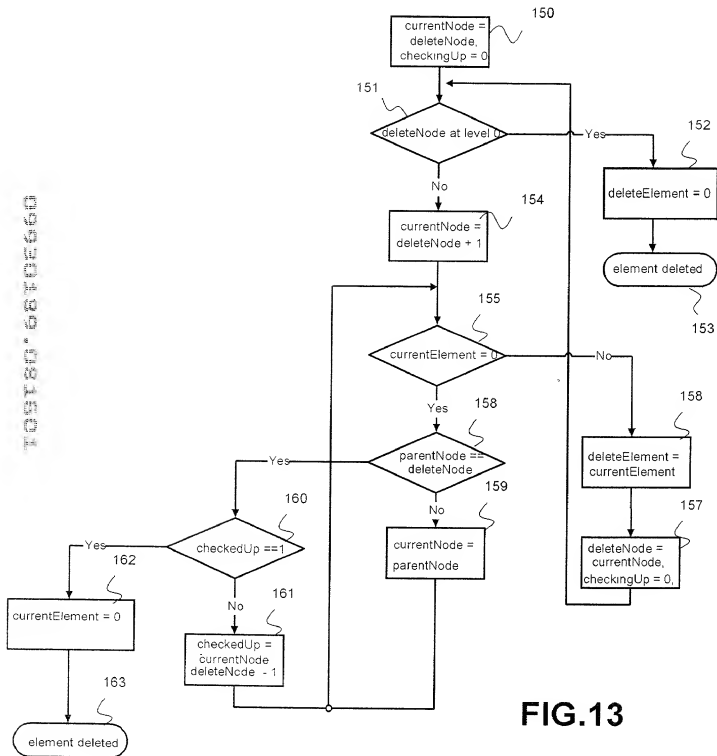 150
currentNode =
deleteNode,
checkingUp = 0
151
deleteNode at level 0
Yes
152
deleteElement = 0
element deleted
153
No
154
currentNode =
deleteNode + 1
155
currentElement = 0
No
Yes
158
parentNode ==
deleteNode
158
deleteElement =
currentElement
Yes
No
159
currentNode =
parentNode
157
deleteNode =
currentNode,
checkingUp = 0,
160
checkedUp ==1
Yes
162
currentElement = 0
No
161
checkedUp =
currentNode
deleteNode - 1
163
element deleted
FIG.13